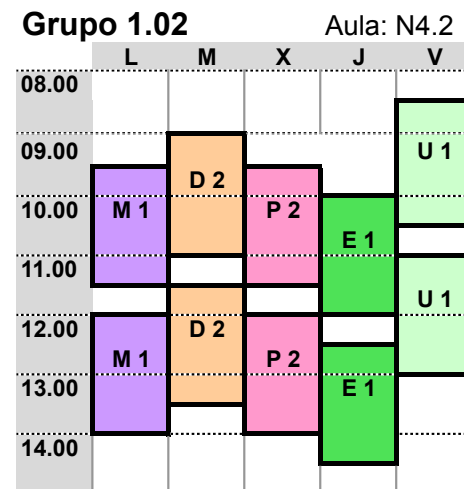 Grupo 1.02 Aula: N4.2
L M X J V
08.00
09.00 U 1
D 2
10.00 M 1 P 2
E 1
11.00
U 1
12.00 D 2
M 1 P 2
13.00 E 1
14.00